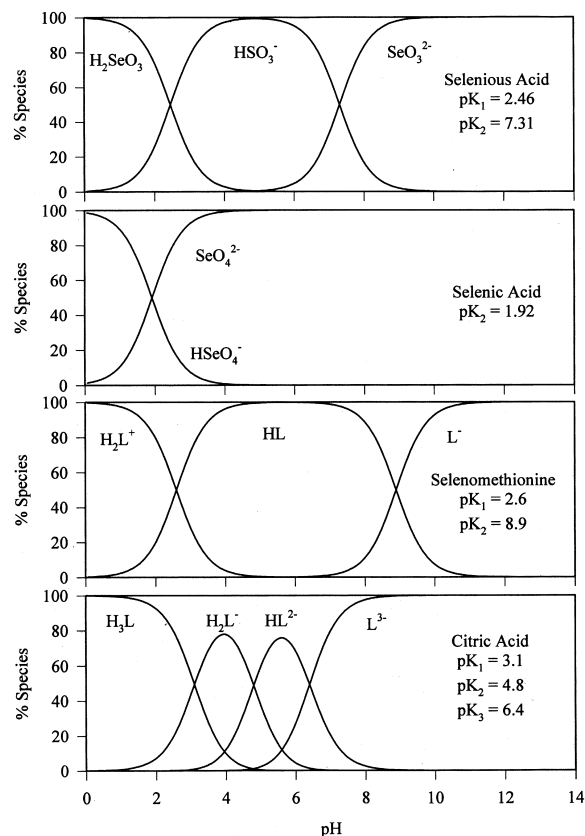 100
80
60
40
20
0
% Species
H₂SeO₃
HSO₃⁻
SeO₃²⁻
Selenious Acid
pK₁ = 2.46
pK₂ = 7.31
100
80
60
40
20
0
% Species
SeO₄²⁻
HSeO₄⁻
Selenic Acid
pK₂ = 1.92
100
80
60
40
20
0
% Species
H₂L⁺
HL
L⁻
Selenomethionine
pK₁ = 2.6
pK₂ = 8.9
100
80
60
40
20
0
% Species
H₃L
H₂L⁻
HL²⁻
L³⁻
Citric Acid
pK₁ = 3.1
pK₂ = 4.8
pK₃ = 6.4
0 2 4 6 8 10 12 14
pH